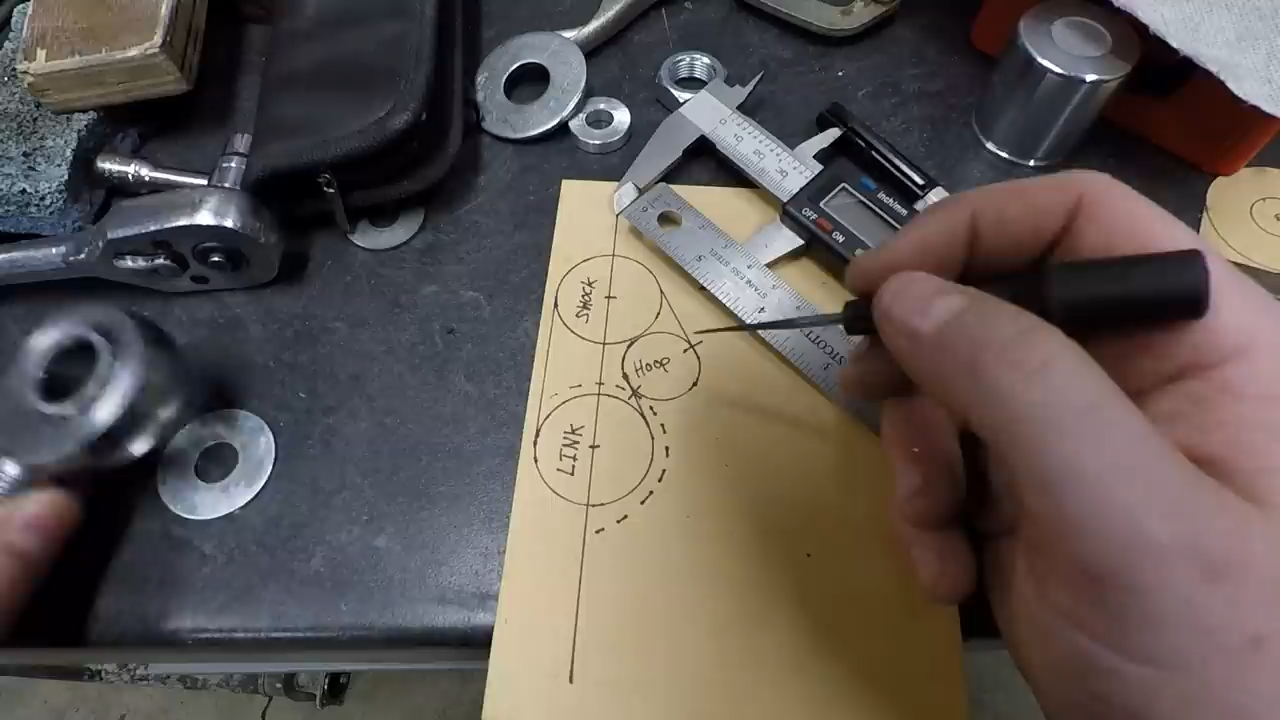 inch/mm
OFF ON
STAINLESS STEEL
SHOCK
Hoop
LINK